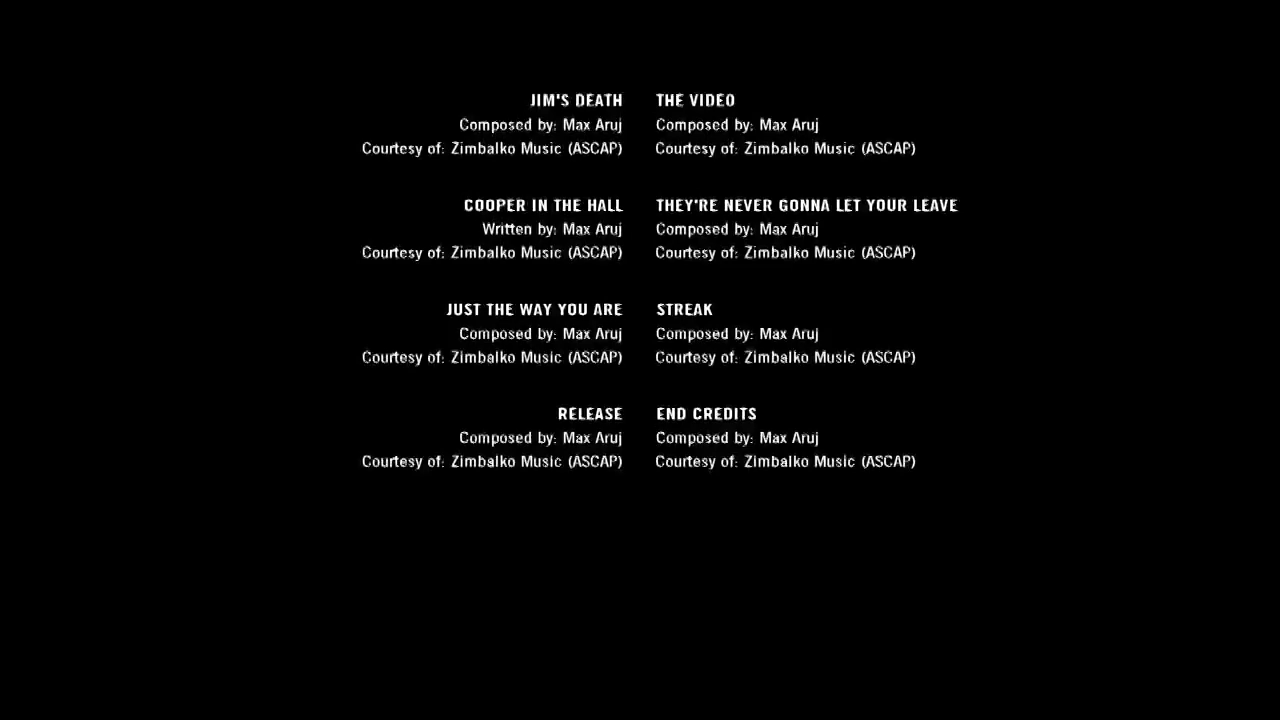 JIM'S DEATH
Composed by: Max Aruj
Courtesy of: Zimbalko Music (ASCAP)
THE VIDEO
Composed by: Max Aruj
Courtesy of: Zimbalko Music (ASCAP)
COOPER IN THE HALL
Written by: Max Aruj
Courtesy of: Zimbalko Music (ASCAP)
THEY'RE NEVER GONNA LET YOUR LEAVE
Composed by: Max Aruj
Courtesy of: Zimbalko Music (ASCAP)
JUST THE WAY YOU ARE
Composed by: Max Aruj
Courtesy of: Zimbalko Music (ASCAP)
STREAK
Composed by: Max Aruj
Courtesy of: Zimbalko Music (ASCAP)
RELEASE
Composed by: Max Aruj
Courtesy of: Zimbalko Music (ASCAP)
END CREDITS
Composed by: Max Aruj
Courtesy of: Zimbalko Music (ASCAP)